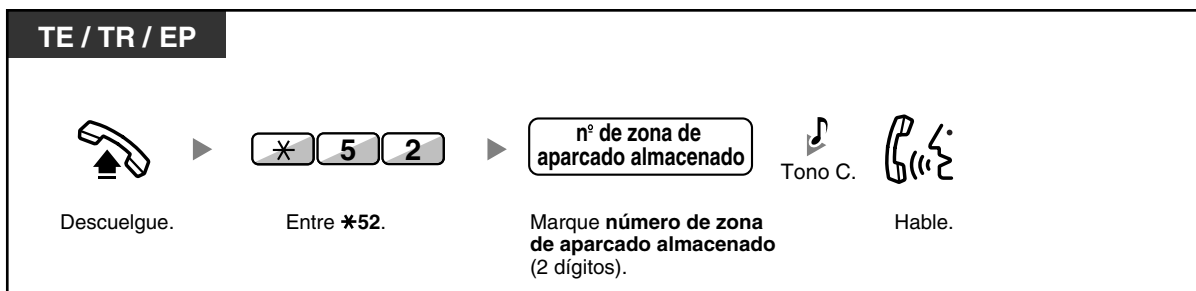 TE / TR / EP
✱ 5 2
nº de zona de
aparcado almacenado
Tono C.
Descuelgue.
Entre ✱52.
Marque número de zona
de aparcado almacenado
(2 dígitos).
Hable.